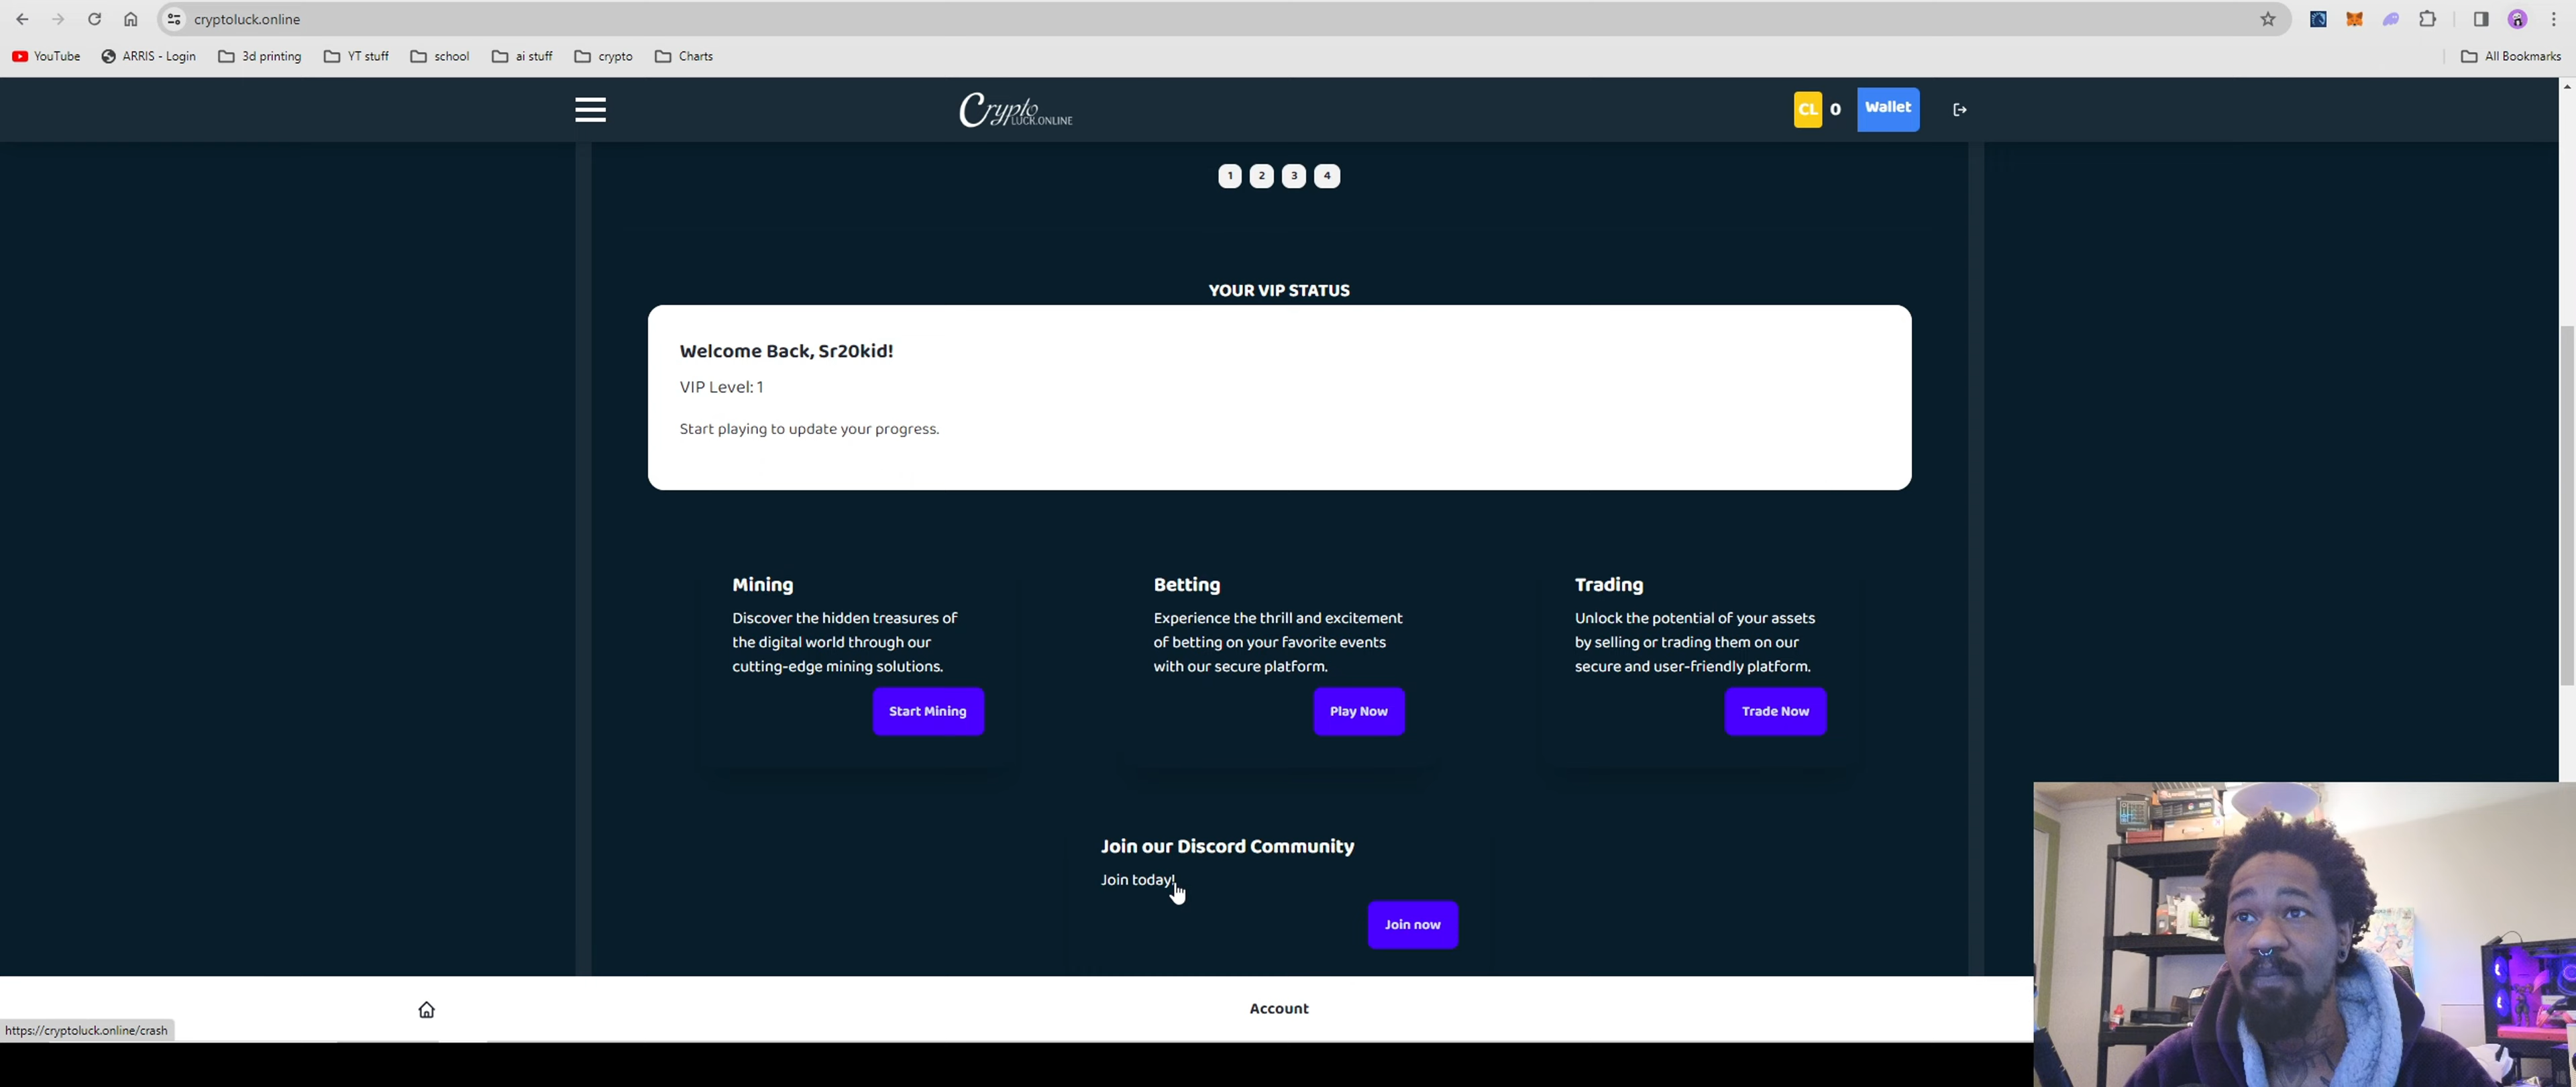 cryptoluck.online
YouTube ARRIS - Login 3d printing YT stuff school ai stuff crypto Charts All Bookmarks
Crypto LUCK.ONLINE CL 0 Wallet
1 2 3 4
YOUR VIP STATUS
Welcome Back, Sr20kid!
VIP Level: 1
Start playing to update your progress.
Mining
Discover the hidden treasures of
the digital world through our
cutting-edge mining solutions.
Start Mining
Betting
Experience the thrill and excitement
of betting on your favorite events
with our secure platform.
Play Now
Trading
Unlock the potential of your assets
by selling or trading them on our
secure and user-friendly platform.
Trade Now
Join our Discord Community
Join today!
Join now
Account
https://cryptoluck.online/crash